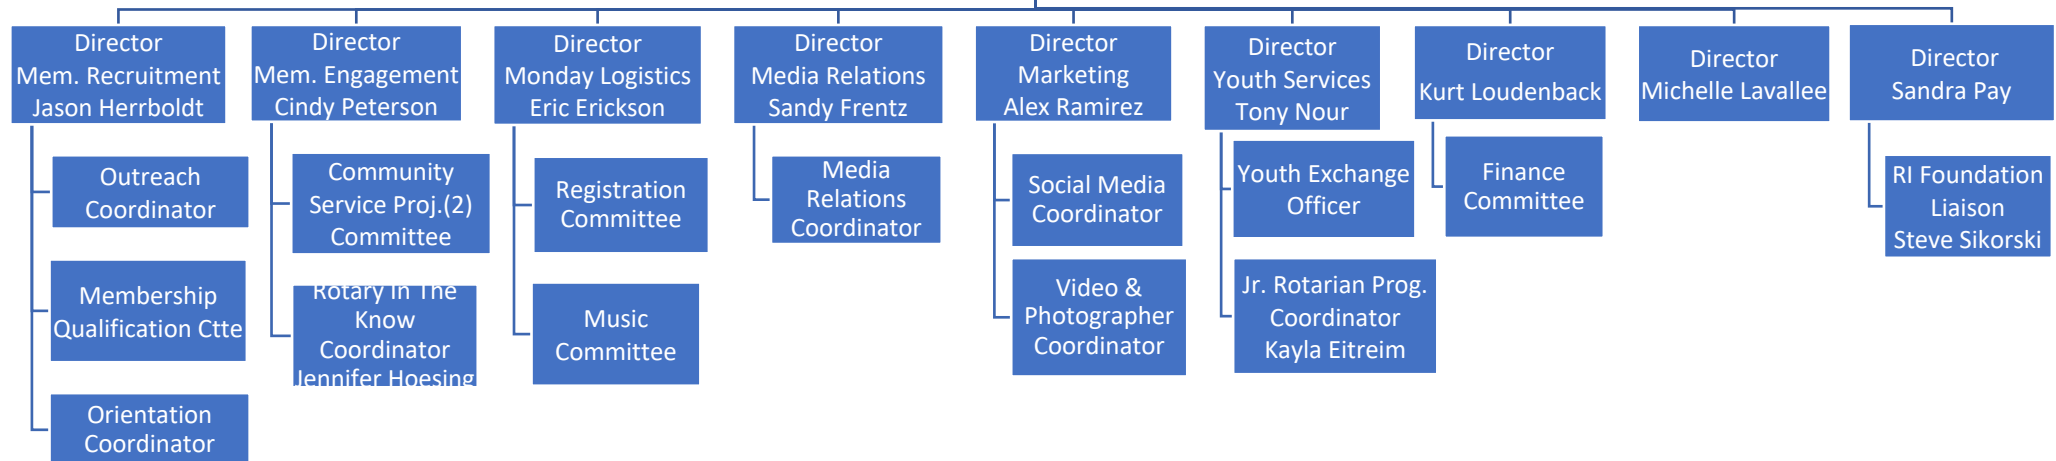 Director
Mem. Recruitment
Jason Herrboldt
Outreach
Coordinator
Membership
Qualification Ctte
Orientation
Coordinator
Director
Mem. Engagement
Cindy Peterson
Community
Service Proj.(2)
Committee
Rotary In The
Know
Coordinator
Jennifer Hoesing
Director
Monday Logistics
Eric Erickson
Registration
Committee
Music
Committee
Director
Media Relations
Sandy Frentz
Media
Relations
Coordinator
Director
Marketing
Alex Ramirez
Social Media
Coordinator
Video &
Photographer
Coordinator
Director
Youth Services
Tony Nour
Youth Exchange
Officer
Jr. Rotarian Prog.
Coordinator
Kayla Eitreim
Director
Kurt Loudenback
Finance
Committee
Director
Michelle Lavallee
Director
Sandra Pay
RI Foundation
Liaison
Steve Sikorski